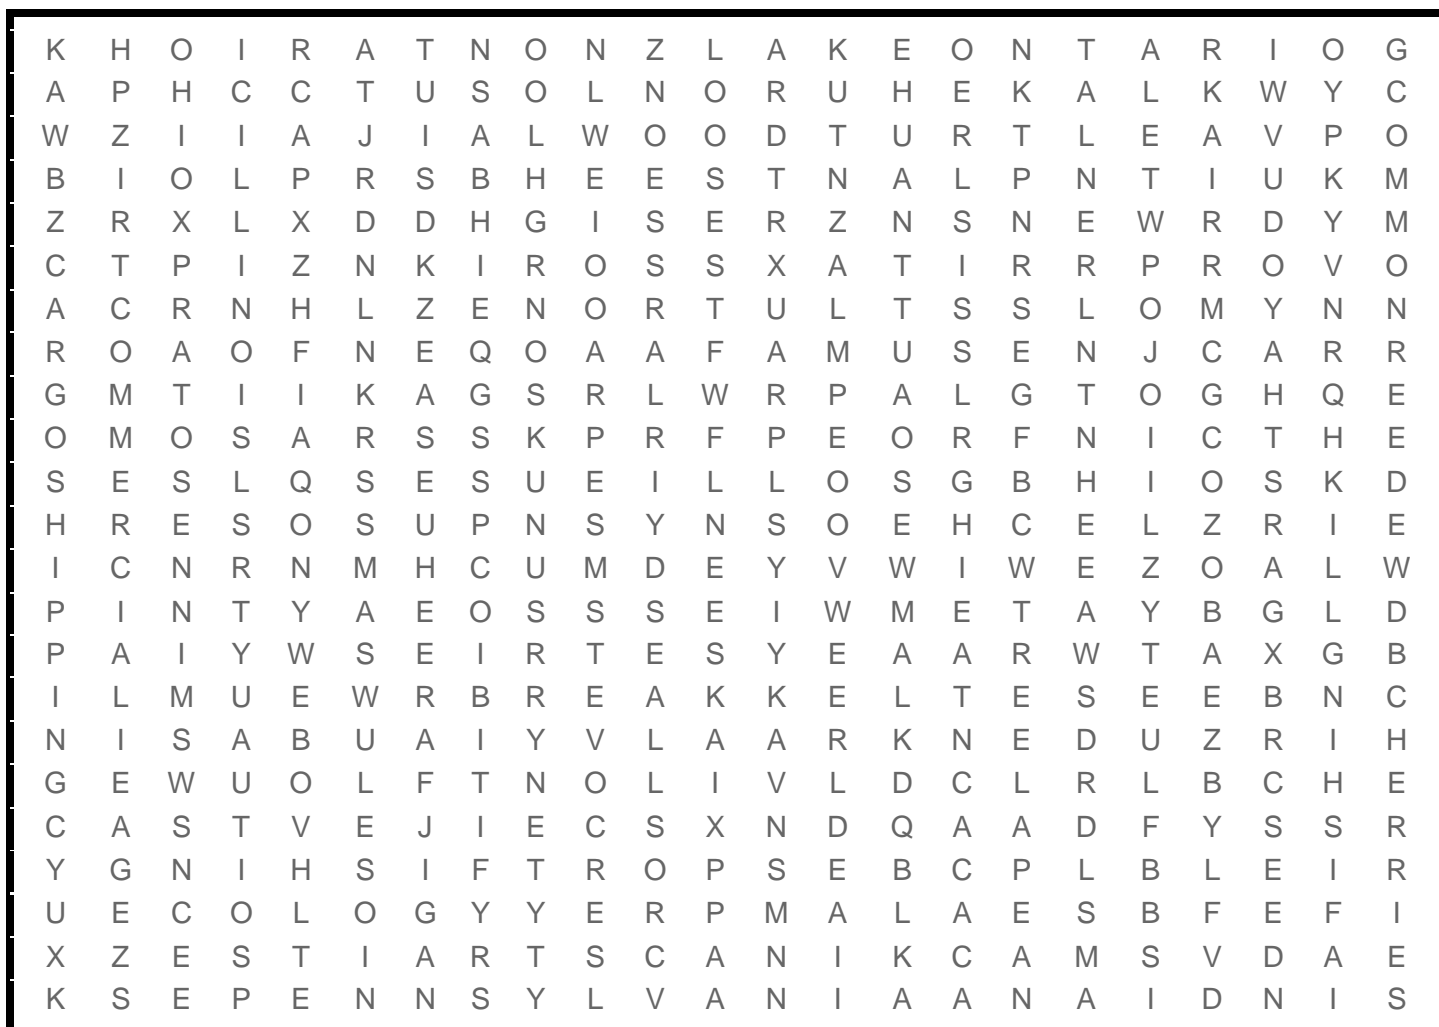 K H O I R A T N O N Z L A K E O N T A R I O G
A P H C C T U S O L N O R U H E K A L K W Y C
W Z I I A J I A L W O O D T U R T L E A V P O
B I O L P R S B H E E S T N A L P N T I U K M
Z R X L X D D H G I S E R Z N S N E W R D Y M
C T P I Z N K I R O S S X A T I R R P R O V O
A C R N H L Z E N O R T U L T S S L O M Y N N
R O A O F N E Q O A A F A M U S E N J C A R R
G M T I I K A G S R L W R P A L G T O G H Q E
O M O S A R S S K P R F P E O R F N I C T H E
S E S L Q S E S U E I L L O S G B H I O S K D
H R E S O S U P N S Y N S O E H C E L Z R I E
I C N R N M H C U M D E Y V W I W E Z O A L W
P I N T Y A E O S S S E I W M E T A Y B G L D
P A I Y W S E I R T E S Y E A A R W T A X G B
I L M U E W R B R E A K K E L T E S E E B N C
N I S A B U A I Y V L A A R K N E D U Z R I H
G E W U O L F T N O L I V L D C L R L B C H E
C A S T V E J I E C S X N D Q A A D F Y S S R
Y G N I H S I F T R O P S E B C P L B L E I R
U E C O L O G Y Y E R P M A L A E S B F E F I
X Z E S T I A R T S C A N I K C A M S V D A E
K S E P E N N S Y L V A N I A A N A I D N I S